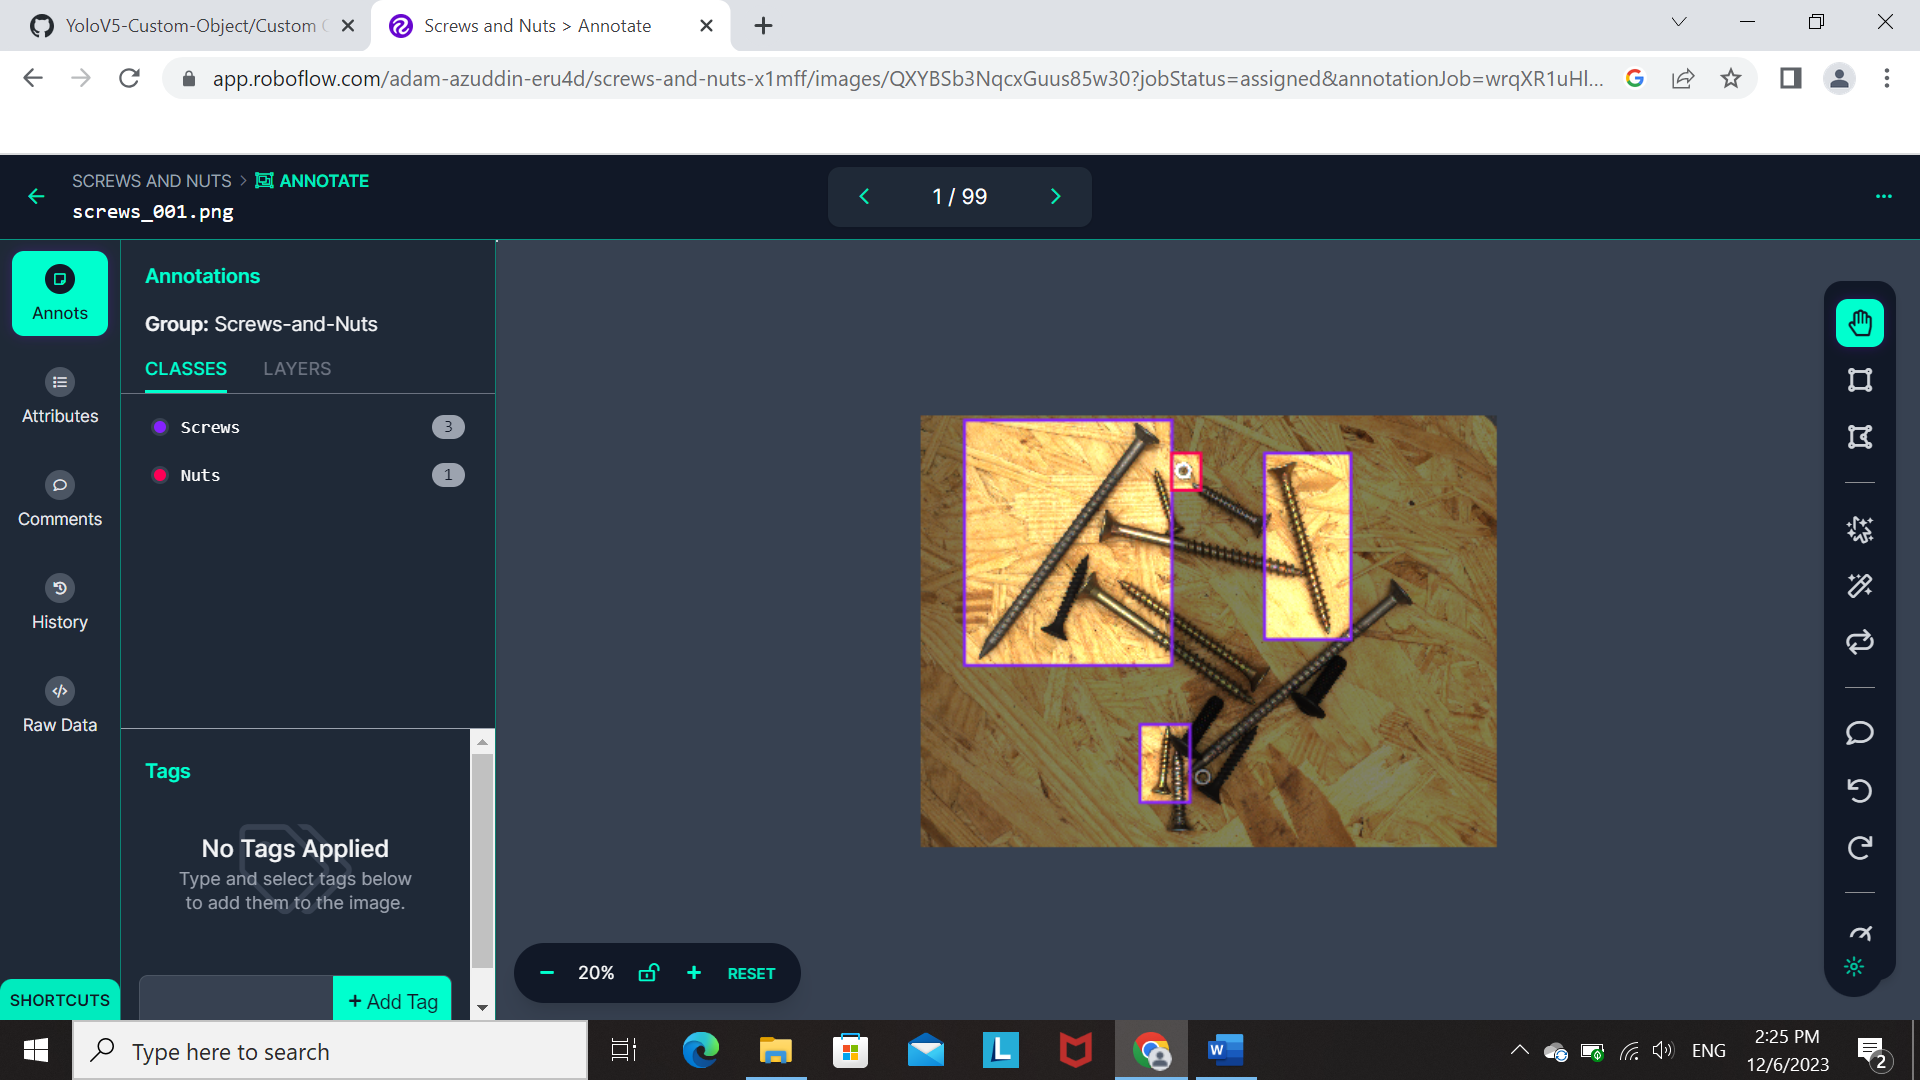 YoloV5-Custom-Object/Custom
Screws and Nuts > Annotate
app.roboflow.com/adam-azuddin-eru4d/screws-and-nuts-x1mff/images/QXYBSb3NqcxGuus85w30?jobStatus=assigned&annotationJob=wrqXR1uHl...
SCREWS AND NUTS > ANNOTATE
screws_001.png
1 / 99
Annots
Attributes
Comments
History
Raw Data
SHORTCUTS
Annotations
Group: Screws-and-Nuts
CLASSES LAYERS
Screws 3
Nuts 1
Tags
No Tags Applied
Type and select tags below
to add them to the image.
+ Add Tag
20% RESET
Type here to search
ENG
2:25 PM
12/6/2023
2